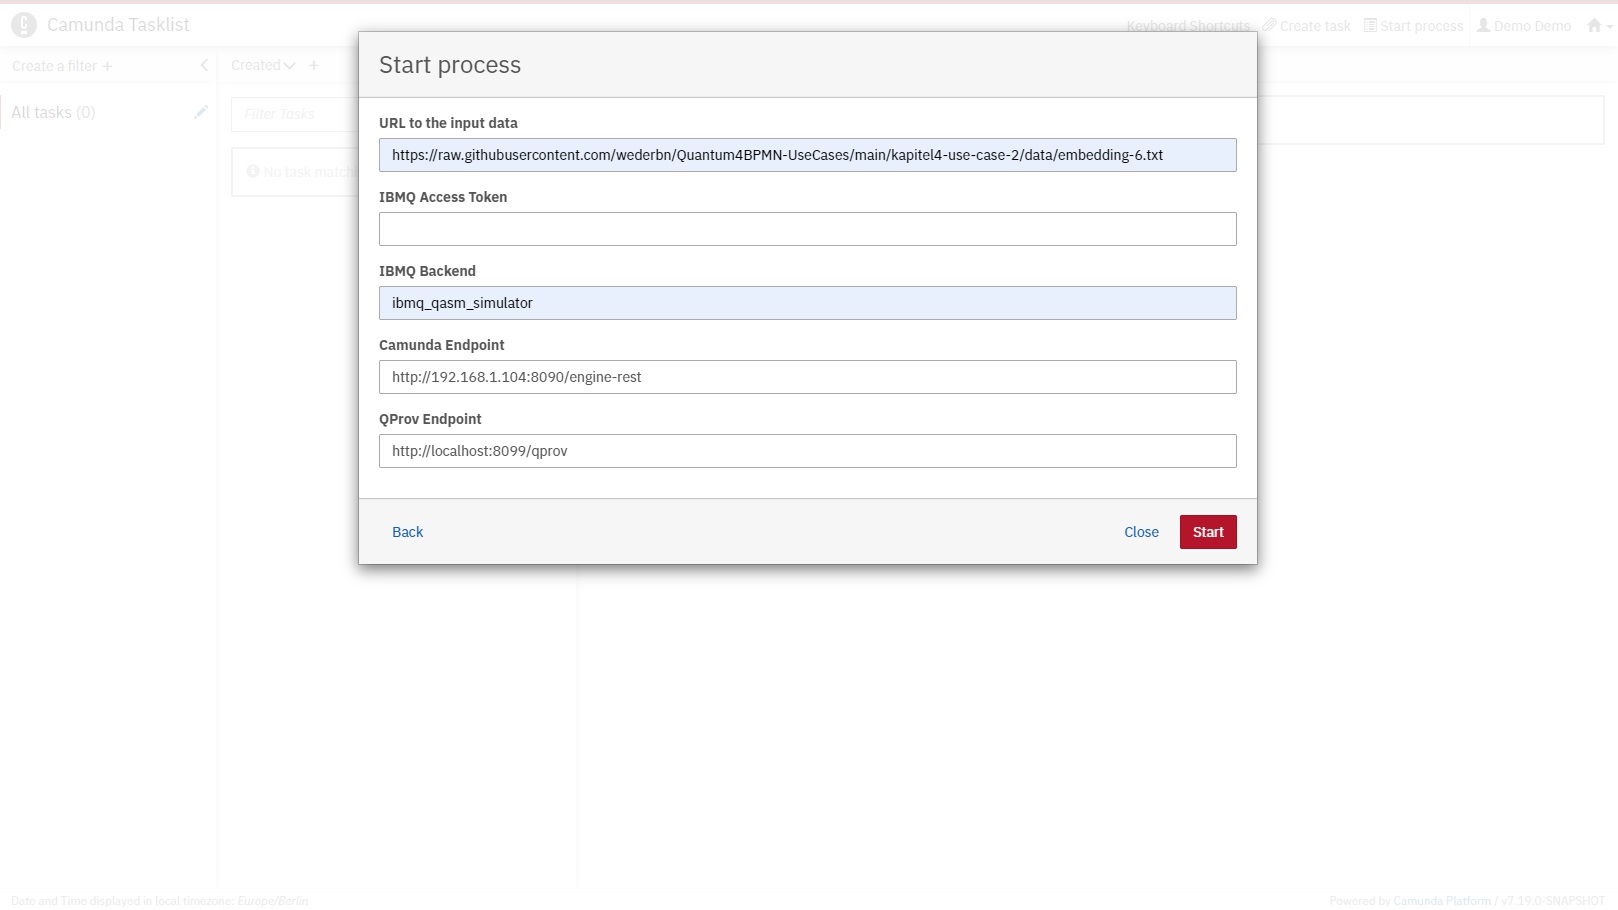 Camunda Tasklist
Keyboard Shortcuts Create task Start process Demo Demo
Create a filter +
Created +
All tasks (0)
Filter Tasks
No task matchi
Start process
URL to the input data
https://raw.githubusercontent.com/wederbn/Quantum4BPMN-UseCases/main/kapitel4-use-case-2/data/embedding-6.txt
IBMQ Access Token
IBMQ Backend
ibmq_qasm_simulator
Camunda Endpoint
http://192.168.1.104:8090/engine-rest
QProv Endpoint
http://localhost:8099/qprov
Back Close Start
Date and Time displayed in local timezone: Europe/Berlin
Powered by Camunda Platform / v7.19.0-SNAPSHOT